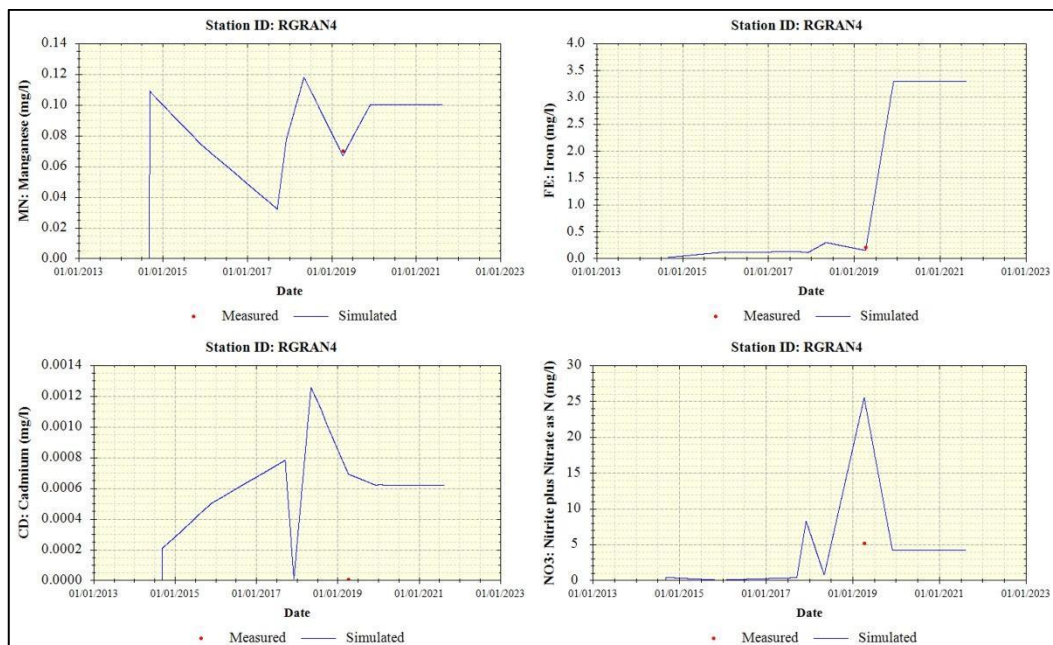 Station ID: RGRAN4
MN: Manganese (mg/l)
0.14
0.12
0.10
0.08
0.06
0.04
0.02
0.00
01/01/2013 01/01/2015 01/01/2017 01/01/2019 01/01/2021 01/01/2023
Date
Measured Simulated
Station ID: RGRAN4
FE: Iron (mg/l)
4.0
3.5
3.0
2.5
2.0
1.5
1.0
0.5
0.0
01/01/2013 01/01/2015 01/01/2017 01/01/2019 01/01/2021 01/01/2023
Date
Measured Simulated
Station ID: RGRAN4
CD: Cadmium (mg/l)
0.0014
0.0012
0.0010
0.0008
0.0006
0.0004
0.0002
0.0000
01/01/2013 01/01/2015 01/01/2017 01/01/2019 01/01/2021 01/01/2023
Date
Measured Simulated
Station ID: RGRAN4
NO3: Nitrite plus Nitrate as N (mg/l)
30
25
20
15
10
5
0
01/01/2013 01/01/2015 01/01/2017 01/01/2019 01/01/2021 01/01/2023
Date
Measured Simulated